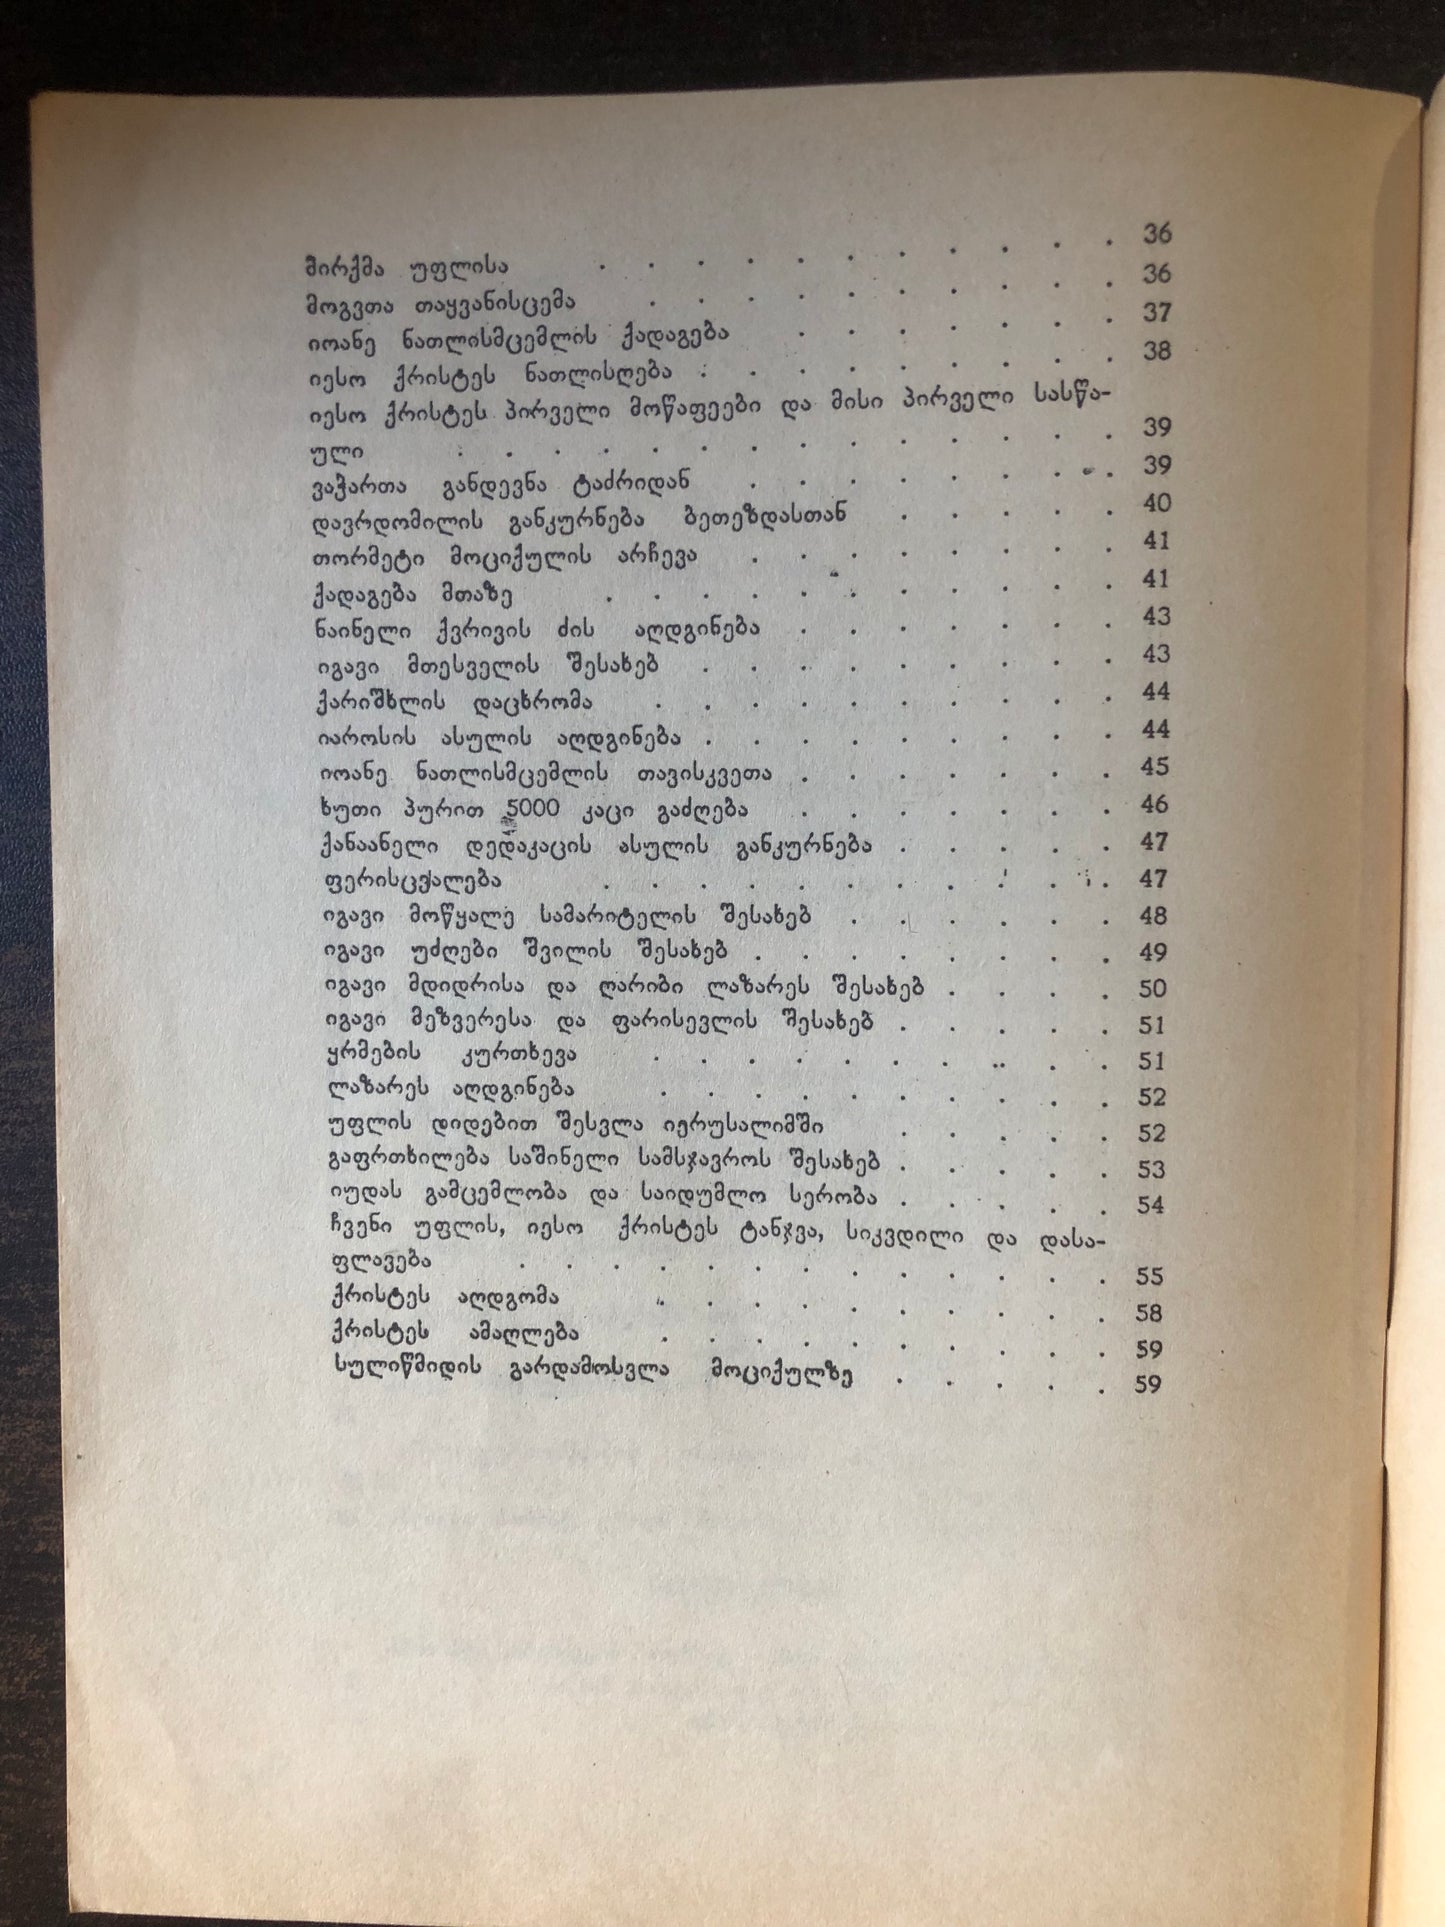 მირქმა უფლისა . . . . . . . . . . . 36
მოგვთა თაყვანისცემა . . . . . . . . . . 36
იოანე ნათლისმცემლის ქადაგება . . . . . . . 37
იესო ქრისტეს ნათლისღება . . . . . . . . . 38
იესო ქრისტეს პირველი მოწაფეები და მისი პირველი სასწა-
ული . . . . . . . . . . . . . . 39
ვაჭართა განდევნა ტაძრიდან . . . . . . . . 39
დავრდომილის განკურნება ბეთეზდასთან . . . . . 40
თორმეტი მოციქულის არჩევა . . . . . . . . 41
ქადაგება მთაზე . . . . . . . . . . . 41
ნაინელი ქვრივის ძის აღდგინება . . . . . . . 43
იგავი მთესველის შესახებ . . . . . . . . . 43
ქარიშხლის დაცხრომა . . . . . . . . . . 44
იაროსის ასულის აღდგინება . . . . . . . . . 44
იოანე ნათლისმცემლის თავისკვეთა . . . . . . . 45
ხუთი პურით 5000 კაცი გაძღება . . . . . . . 46
ქანაანელი დედაკაცის ასულის განკურნება . . . . . 47
ფერისცვალება . . . . . . . . . . . 47
იგავი მოწყალე სამარიტელის შესახებ . . . . . . 48
იგავი უძღები შვილის შესახებ . . . . . . . . 49
იგავი მდიდრისა და ღარიბი ლაზარეს შესახებ . . . . 50
იგავი მეზვერესა და ფარისევლის შესახებ . . . . . 51
ყრმების კურთხევა . . . . . . . . . . 51
ლაზარეს აღდგინება . . . . . . . . . . 52
უფლის დიდებით შესვლა იერუსალიმში . . . . . 52
გაფრთხილება საშინელი სამსჯავროს შესახებ . . . . . 53
იუდას გამცემლობა და საიდუმლო სერობა . . . . . 54
ჩვენი უფლის, იესო ქრისტეს ტანჯვა, სიკვდილი და დასა-
ფლავება . . . . . . . . . . . . . 55
ქრისტეს აღდგომა . . . . . . . . . . 58
ქრისტეს ამაღლება . . . . . . . . . . 59
სულიწმიდის გარდამოსვლა მოციქულზე . . . . . 59